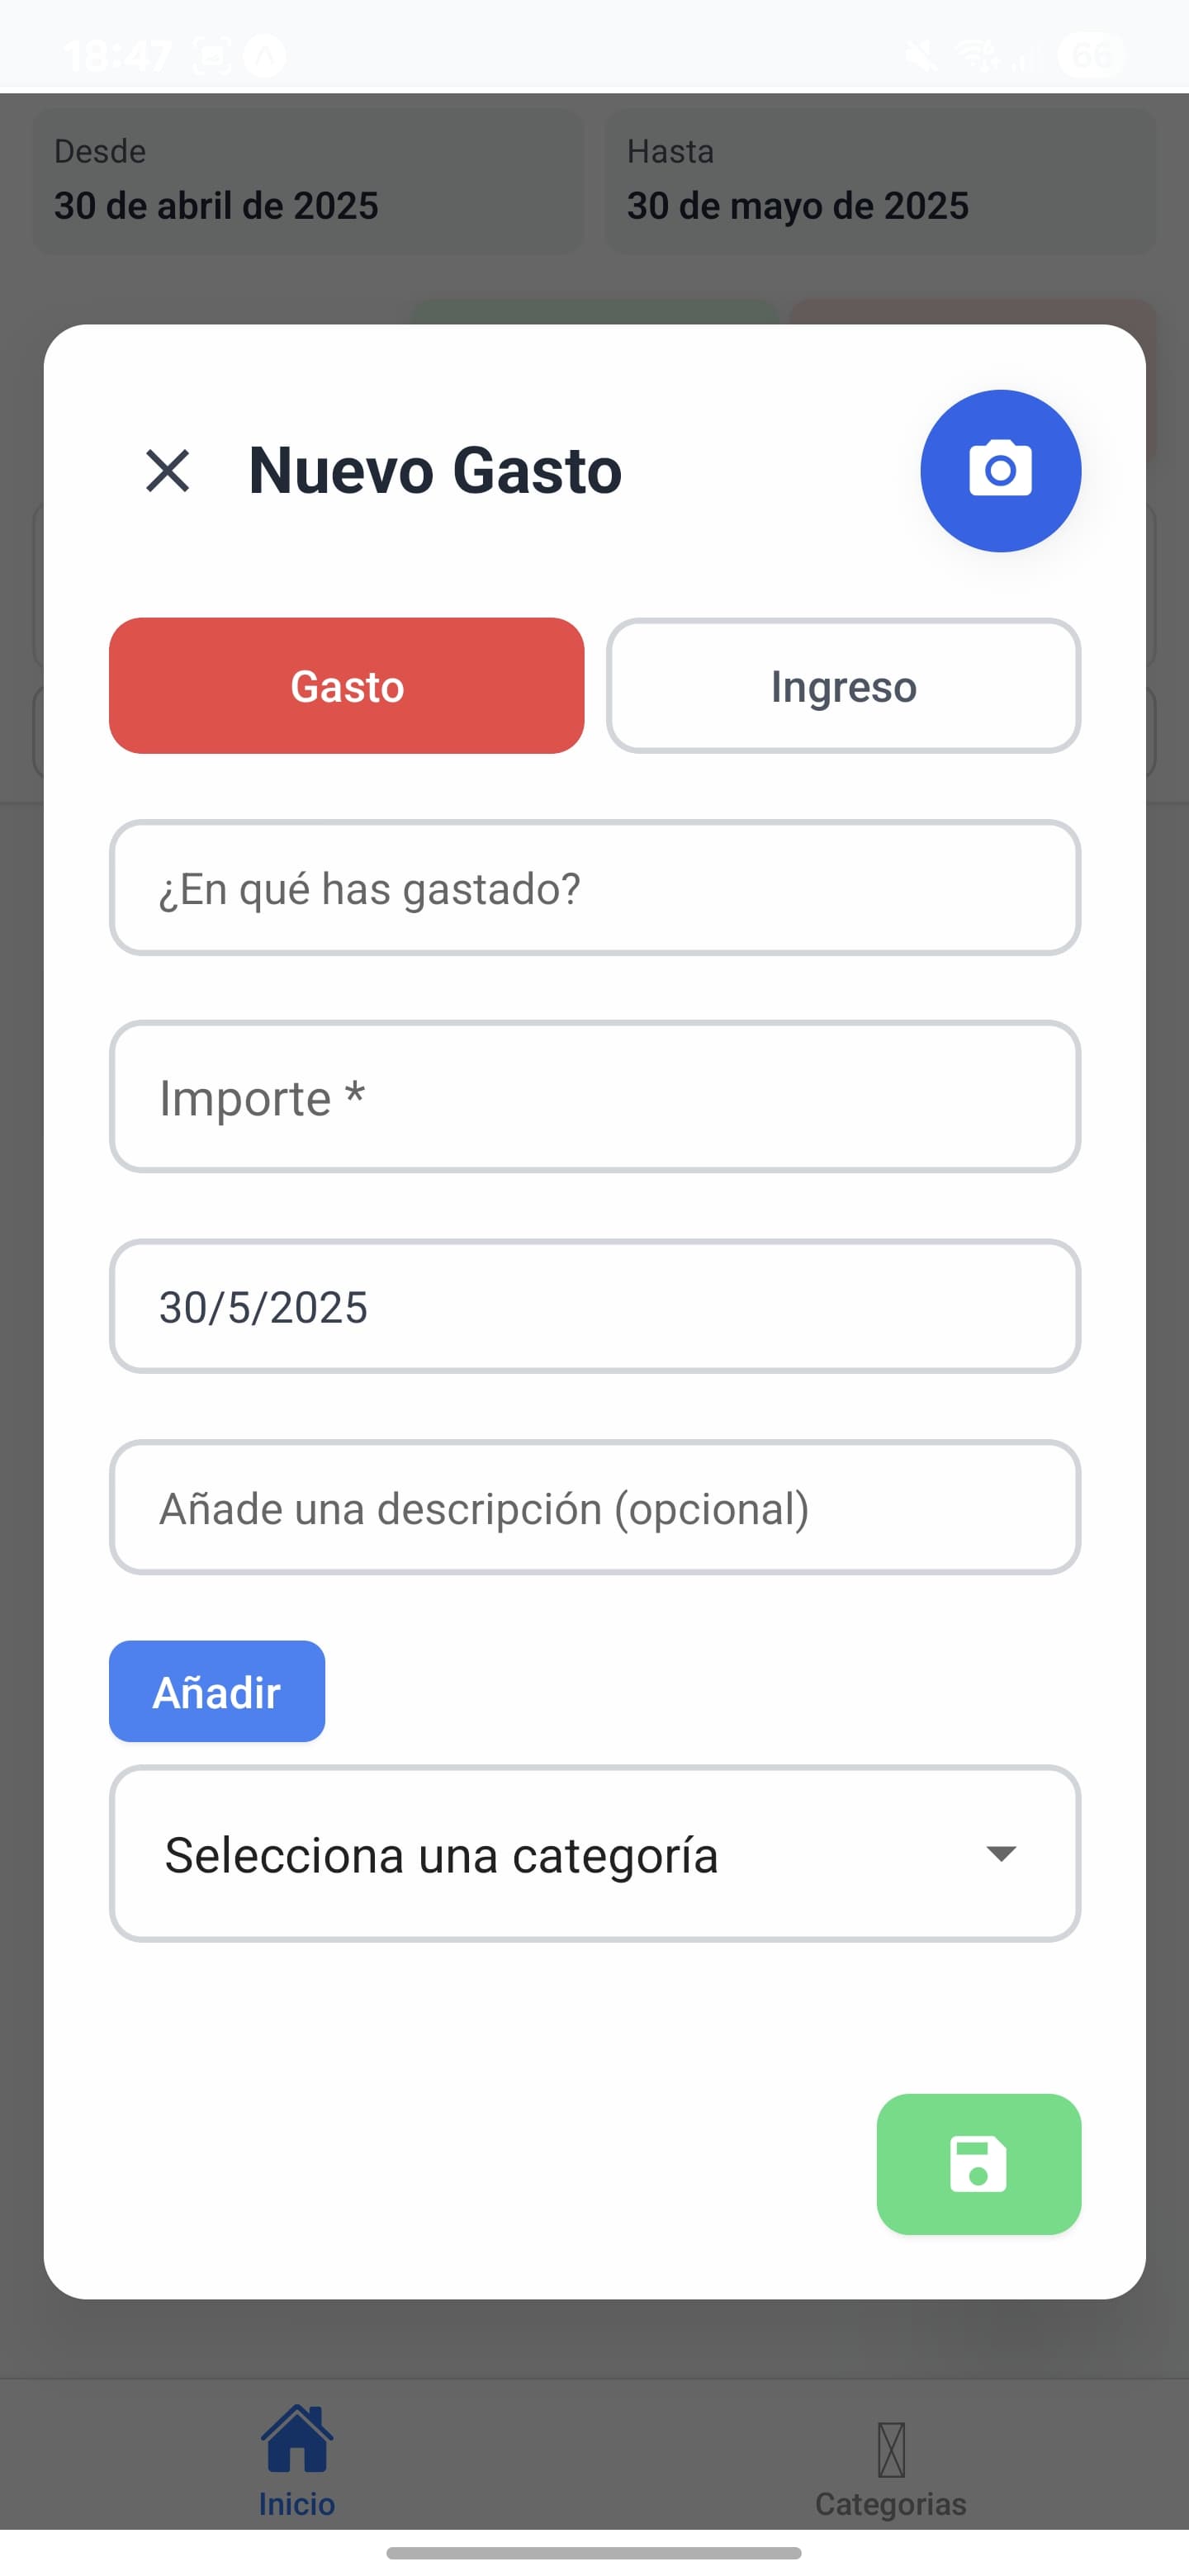 18:47
66
Desde
30 de abril de 2025
Hasta
30 de mayo de 2025
Nuevo Gasto
Gasto
Ingreso
¿En qué has gastado?
Importe *
30/5/2025
Añade una descripción (opcional)
Añadir
Selecciona una categoría
Inicio
Categorias